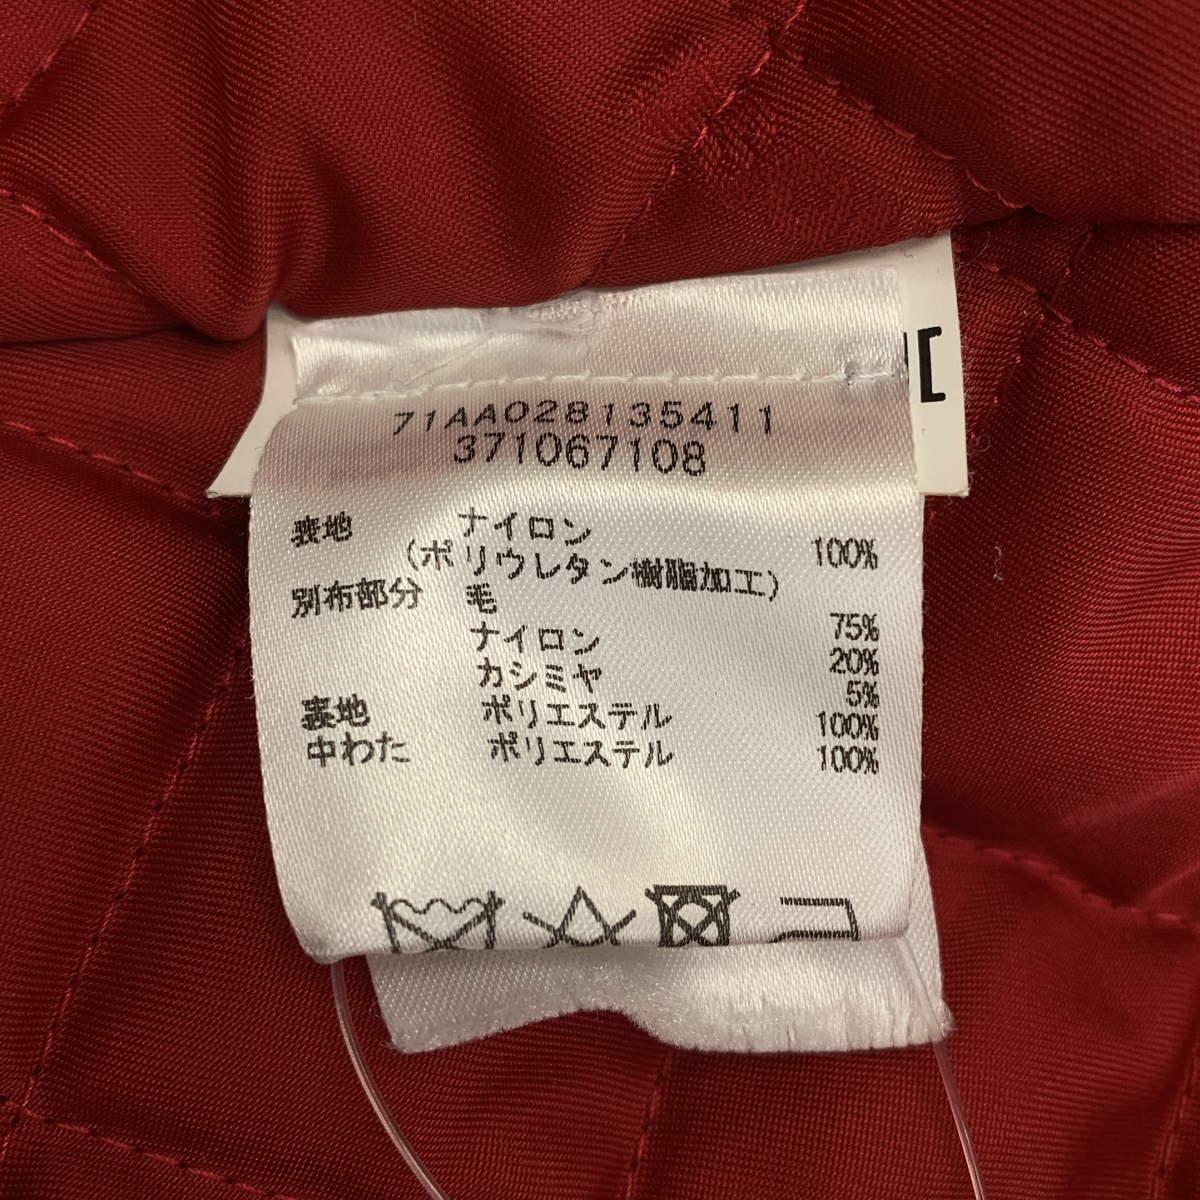 71AA028135411
371067108
表地 ナイロン 100%
(ポリウレタン樹脂加工)
別布部分 毛 75%
ナイロン 20%
カシミヤ 5%
裏地 ポリエステル 100%
中わた ポリエステル 100%